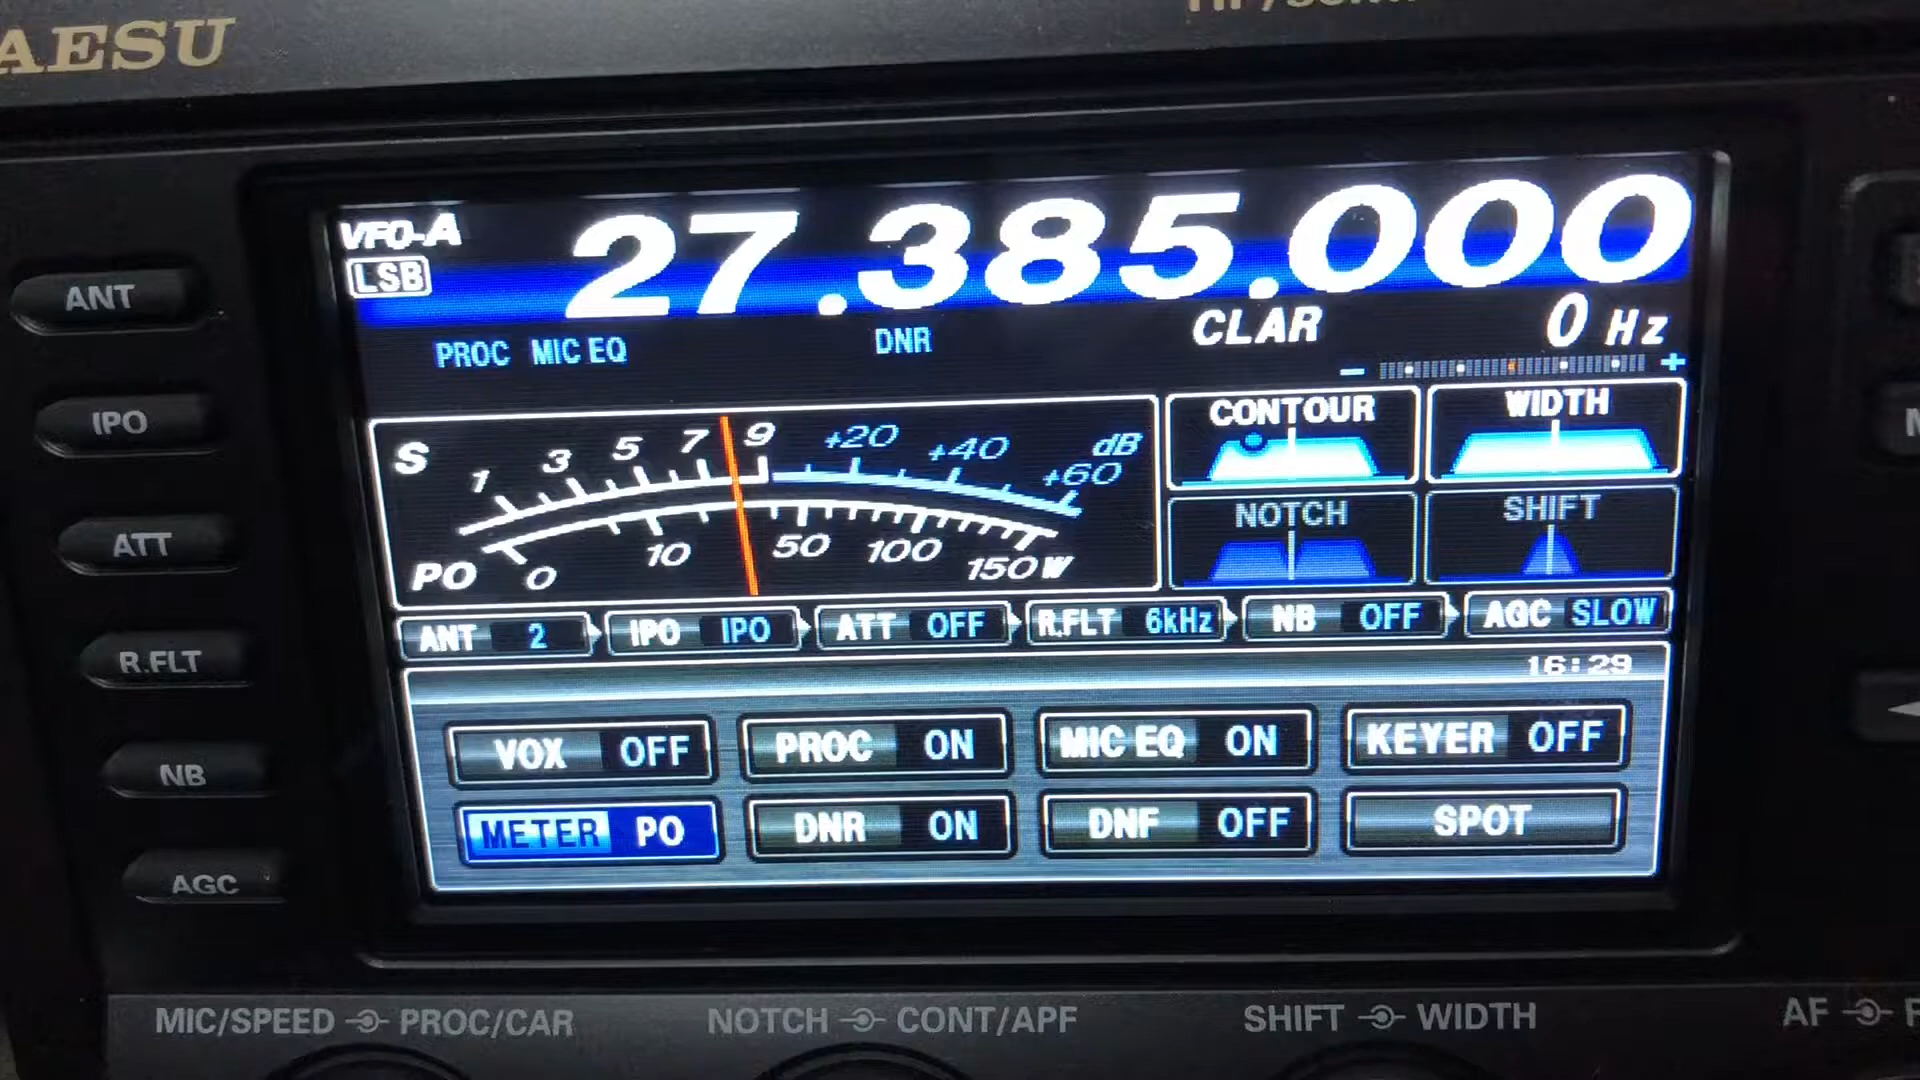 AESU
VFO-A
27.385.000
LSB
CLAR 0 Hz
PROC MIC EQ DNR
- +
S 1 3 5 7 9 +20 +40 +60 dB
PO 0 10 50 100 150 W
CONTOUR WIDTH
NOTCH SHIFT
ANT 2 IPO IPO ATT OFF R.FLT 6kHz NB OFF AGC SLOW
16:29
VOX OFF PROC ON MIC EQ ON KEYER OFF
METER PO DNR ON DNF OFF SPOT
ANT
IPO
ATT
R.FLT
NB
AGC
MIC/SPEED PROC/CAR NOTCH CONT/APF SHIFT WIDTH AF